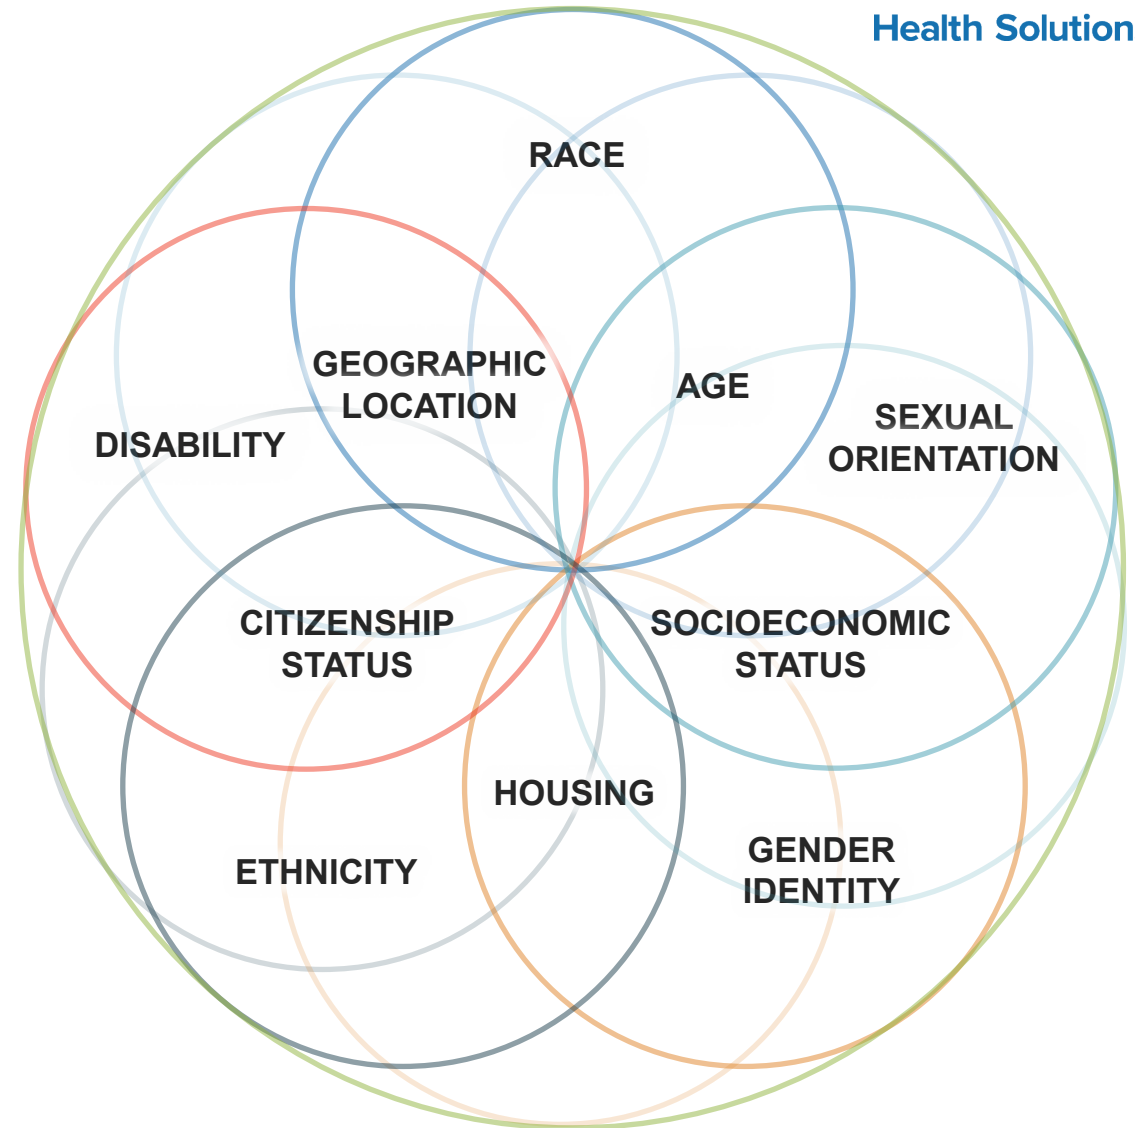 Health Solution
RACE
GEOGRAPHIC
LOCATION
AGE
SEXUAL
ORIENTATION
DISABILITY
CITIZENSHIP
STATUS
SOCIOECONOMIC
STATUS
HOUSING
GENDER
IDENTITY
ETHNICITY